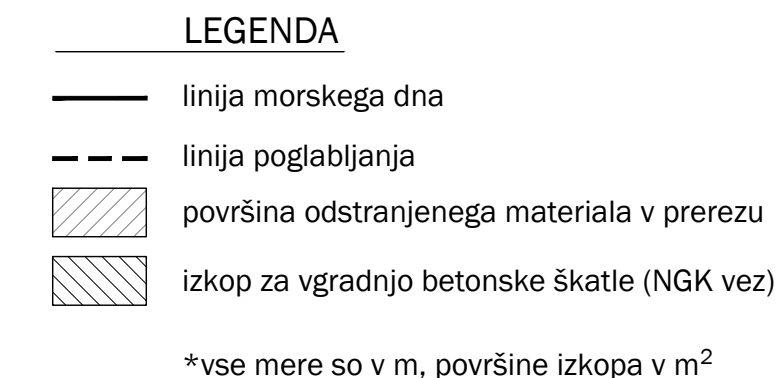 LEGENDA
linija morskega dna
linija poglabljanja
površina odstranjenega materiala v prerezu
izkop za vgradnjo betonske škatle (NGK vez)
*vse mere so v m, površine izkopa v m²